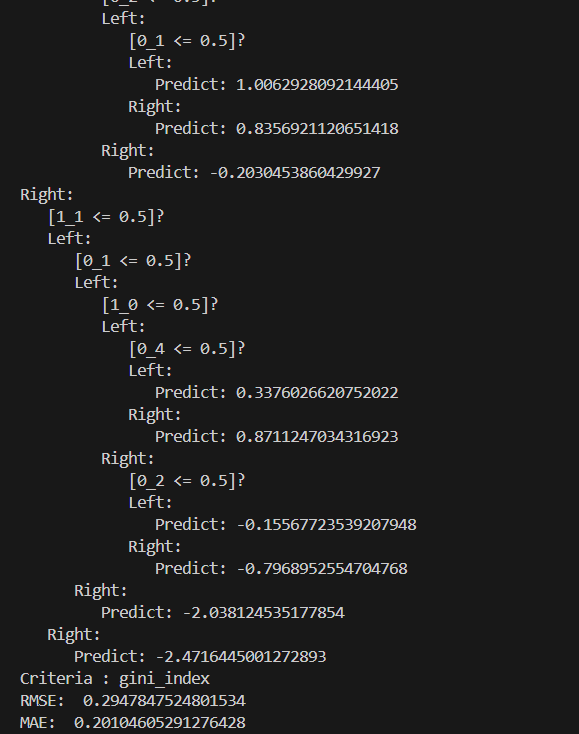 [0_2 <= 0.5]?
Left:
[0_1 <= 0.5]?
Left:
Predict: 1.0062928092144405
Right:
Predict: 0.8356921120651418
Right:
Predict: -0.2030453860429927
Right:
[1_1 <= 0.5]?
Left:
[0_1 <= 0.5]?
Left:
[1_0 <= 0.5]?
Left:
[0_4 <= 0.5]?
Left:
Predict: 0.3376026620752022
Right:
Predict: 0.8711247034316923
Right:
[0_2 <= 0.5]?
Left:
Predict: -0.15567723539207948
Right:
Predict: -0.7968952554704768
Right:
Predict: -2.038124535177854
Right:
Predict: -2.4716445001272893
Criteria : gini_index
RMSE:  0.2947847524801534
MAE:  0.20104605291276428